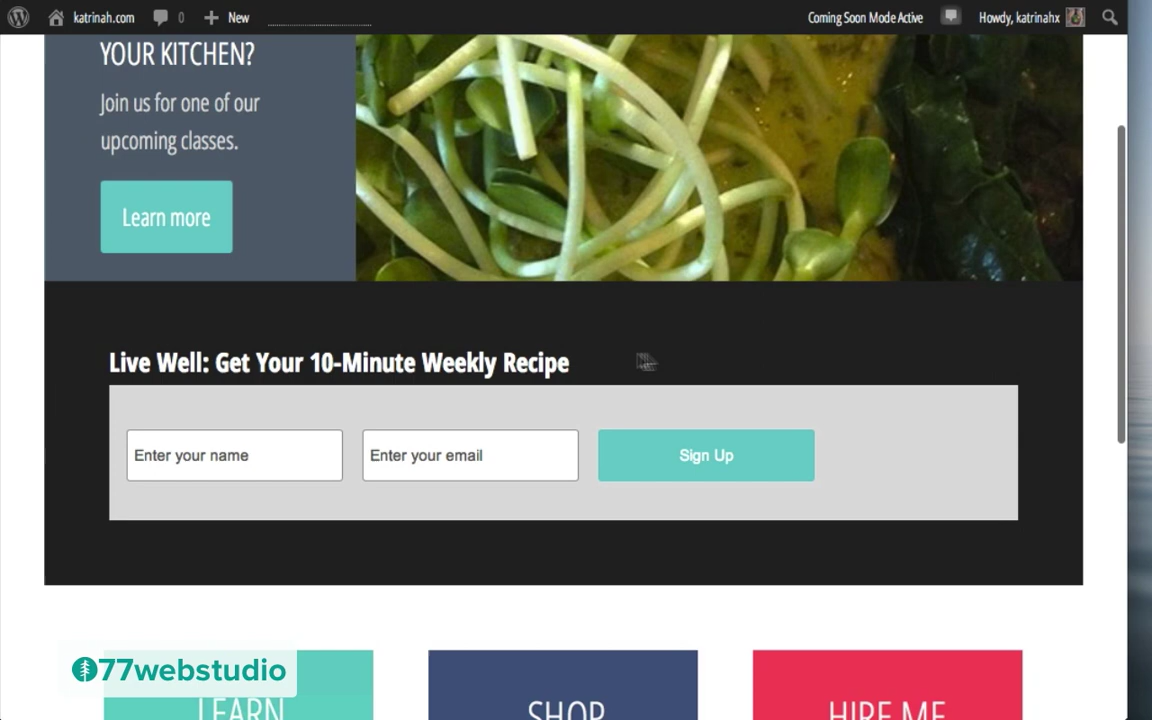 katrinah.com
0
New
Coming Soon Mode Active
Howdy, katrinahx
YOUR KITCHEN?
Join us for one of our
upcoming classes.
Learn more
Live Well: Get Your 10-Minute Weekly Recipe
Enter your name
Enter your email
Sign Up
77webstudio
LEARN
SHOP
HIRE ME